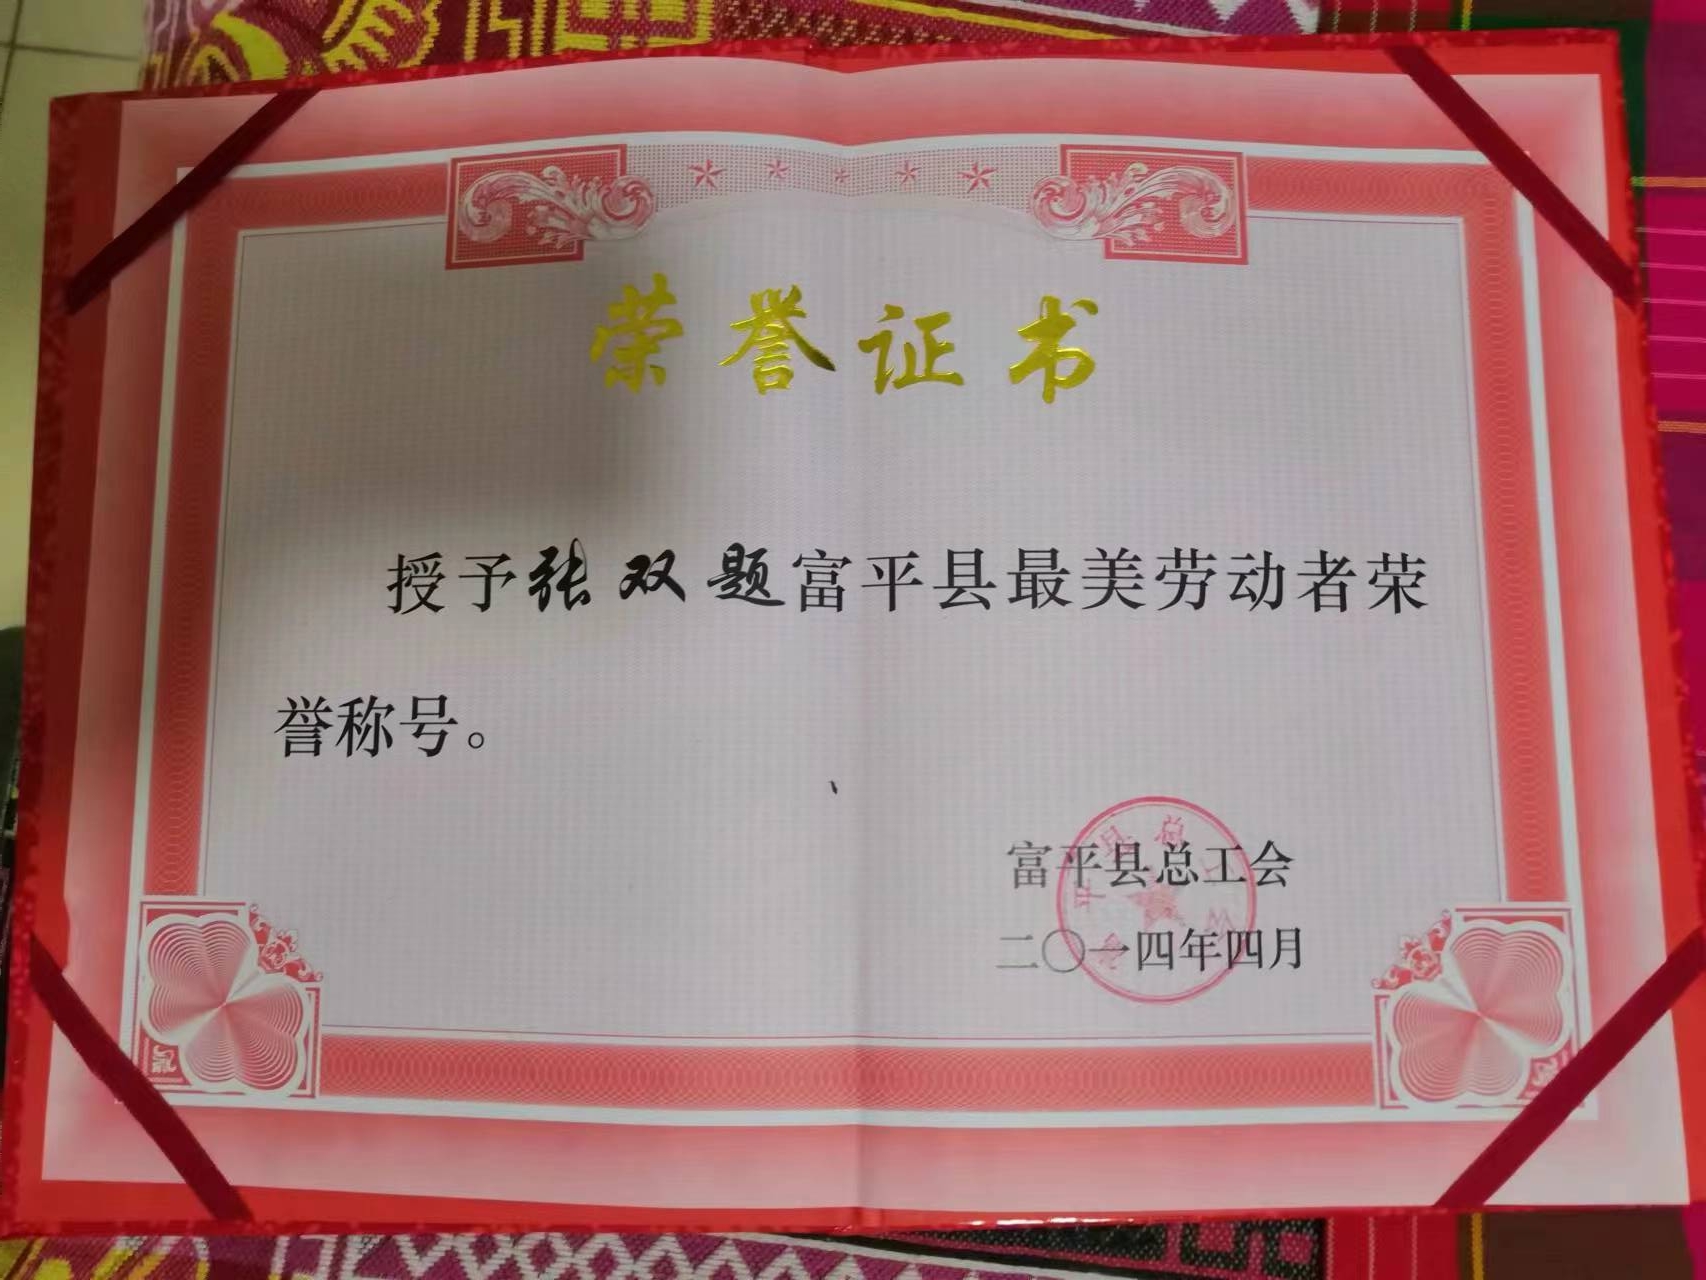 荣誉证书
授予张双题富平县最美劳动者荣
誉称号。
富平县总工会
二〇一四年四月